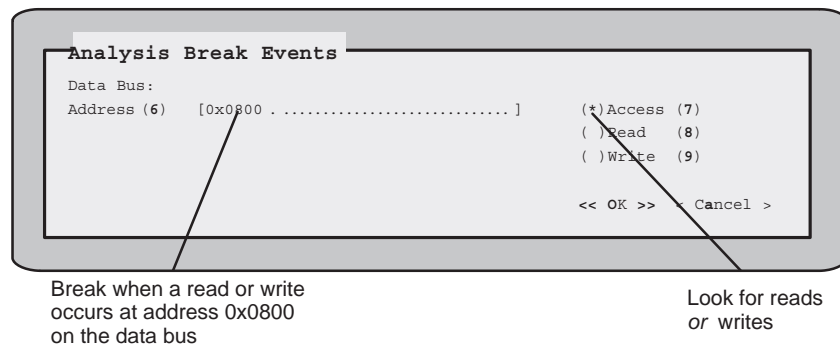 Analysis Break Events
Data Bus:
Address (6) [0x0800 . ............................. ] (*)Access (7)
( )Read (8)
( )Write (9)
<< OK >> < Cancel >
Break when a read or write
occurs at address 0x0800
on the data bus
Look for reads
or writes